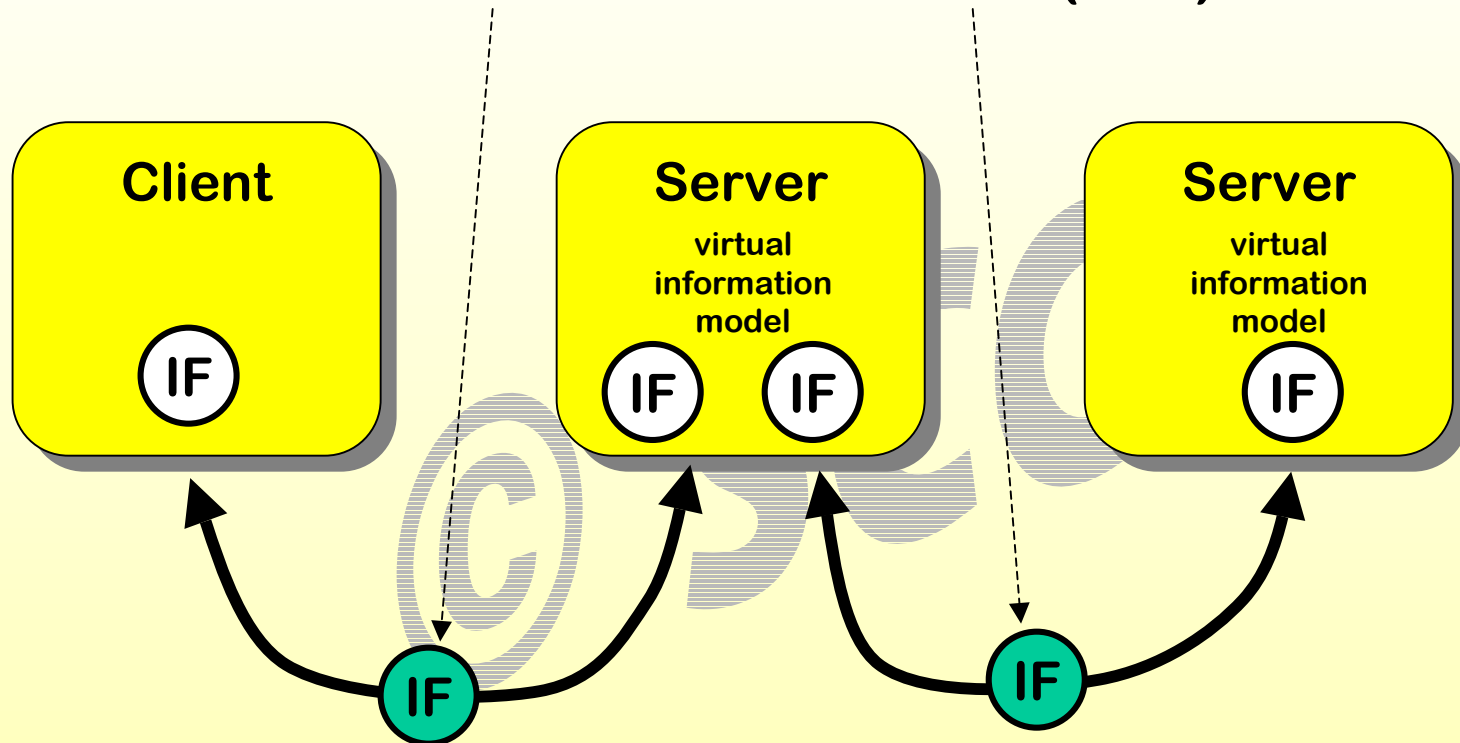 Client
Server
virtual
information
model
Server
virtual
information
model
IF
IF
IF
IF
IF
IF